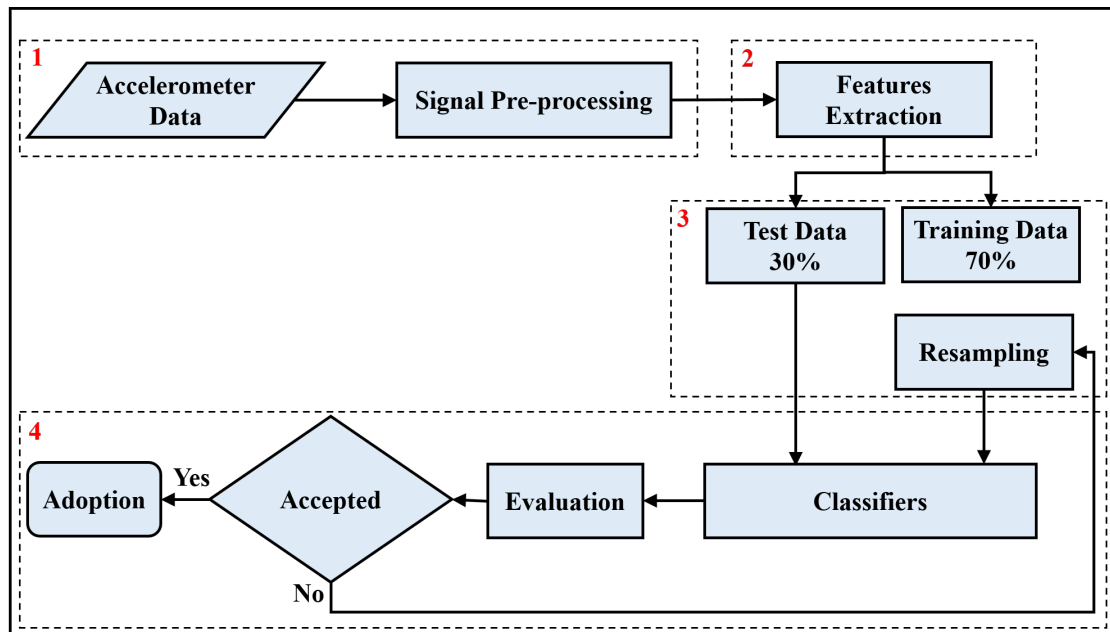 1
Accelerometer
Data
Signal Pre-processing
2
Features
Extraction
3
Test Data
30%
Training Data
70%
Resampling
4
Adoption
Yes
Accepted
No
Evaluation
Classifiers